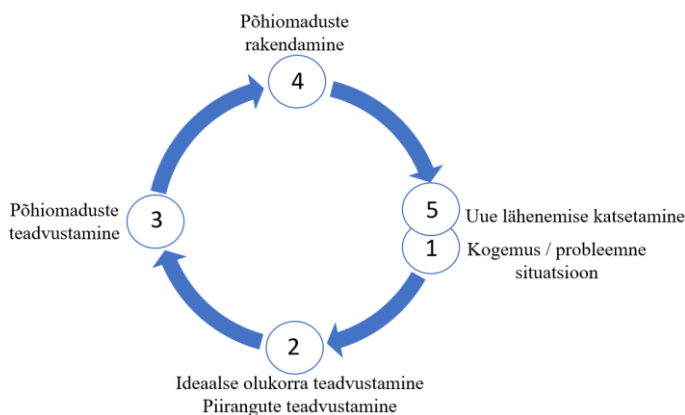 Põhiomaduste
rakendamine
4
5
Uue lähenemise katsetamine
1
Kogemus / probleemne
situatsioon
2
Ideaalse olukorra teadvustamine
Piirangute teadvustamine
3
Põhiomaduste
teadvustamine